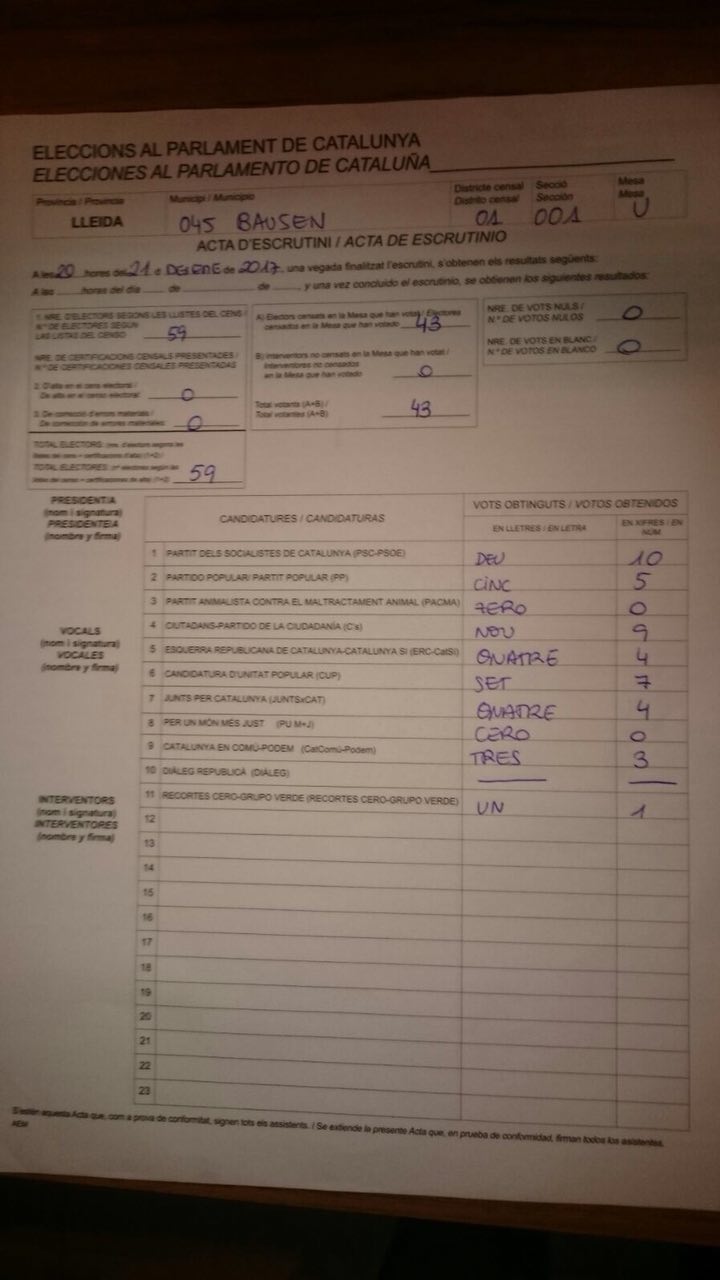 ELECCIONS AL PARLAMENT DE CATALUNYA
ELECCIONES AL PARLAMENTO DE CATALUÑA
Província / Provincia Municipi / Municipio Districte censal Secció Mesa
Distrito censal Sección Mesa
LLEIDA 045 BAUSEN 01 001 U
ACTA D'ESCRUTINI / ACTA DE ESCRUTINIO
A les 20 hores del 21 d de 2017, una vegada finalitzat l'escrutini, s'obtenen els resultats següents:
A las horas del día de de , y una vez concluido el escrutinio, se obtienen los siguientes resultados:
1. NRE. D'ELECTORS SEGONS LES LLISTES DEL CENS /
N.º DE ELECTORES SEGÚN
LAS LISTAS DEL CENSO 59
NRE. DE CERTIFICACIONS CENSALS PRESENTADES /
N.º DE CERTIFICACIONES CENSALES PRESENTADAS
2. D'alta en el cens electoral /
De alta en el censo electoral: 0
3. De correcció d'errors materials /
De corrección de errores materiales: 0
TOTAL ELECTORS: (nre. d'electors segons les
llistes del cens + certificacions d'alta) (1+2) /
TOTAL ELECTORES: (nº electores según las
listas del censo + certificaciones de alta) (1+2) 59
A) Electors censats en la Mesa que han votat / Electores
censados en la Mesa que han votado 43
B) Interventors no censats en la Mesa que han votat /
Interventores no censados
en la Mesa que han votado 0
Total votants (A+B) /
Total votantes (A+B) 43
NRE. DE VOTS NULS /
N.º DE VOTOS NULOS 0
NRE. DE VOTS EN BLANC /
N.º DE VOTOS EN BLANCO 0
PRESIDENT/A
(nom i signatura)
PRESIDENTE/A
(nombre y firma)
VOCALS
(nom i signatura)
VOCALES
(nombre y firma)
INTERVENTORS
(nom i signatura)
INTERVENTORES
(nombre y firma)
CANDIDATURES / CANDIDATURAS VOTS OBTINGUTS / VOTOS OBTENIDOS
EN LLETRES / EN LETRA EN XIFRES / EN NÚM
1 PARTIT DELS SOCIALISTES DE CATALUNYA (PSC-PSOE) DEU 10
2 PARTIDO POPULAR/ PARTIT POPULAR (PP) CINC 5
3 PARTIT ANIMALISTA CONTRA EL MALTRACTAMENT ANIMAL (PACMA) ZERO 0
4 CIUTADANS-PARTIDO DE LA CIUDADANÍA (C's) NOU 9
5 ESQUERRA REPUBLICANA DE CATALUNYA-CATALUNYA SÍ (ERC-CatSí) QUATRE 4
6 CANDIDATURA D'UNITAT POPULAR (CUP) SET 7
7 JUNTS PER CATALUNYA (JUNTSxCAT) QUATRE 4
8 PER UN MÓN MÉS JUST (PUM+J) CERO 0
9 CATALUNYA EN COMÚ-PODEM (CatComú-Podem) TRES 3
10 DIÀLEG REPUBLICÀ (DIÀLEG)
11 RECORTES CERO-GRUPO VERDE (RECORTES CERO-GRUPO VERDE) UN 1
12
13
14
15
16
17
18
19
20
21
22
23
S'estén aquesta Acta que, com a prova de conformitat, signen tots els assistents. / Se extiende la presente Acta que, en prueba de conformidad, firman todos los asistentes.